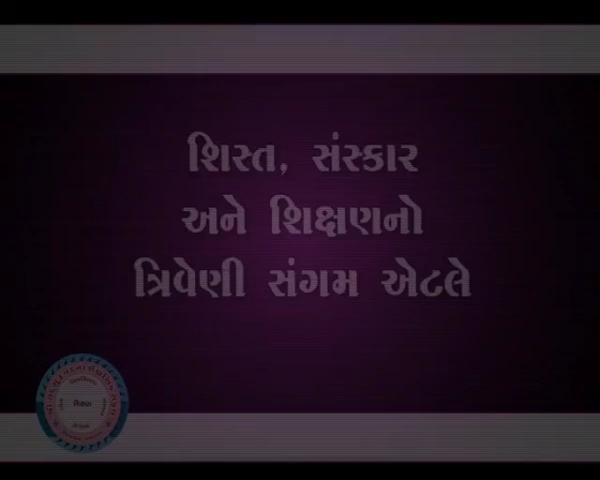 શિસ્ત, સંસ્કાર
અને શિક્ષણનો
ત્રિવેણી સંગમ એટલે